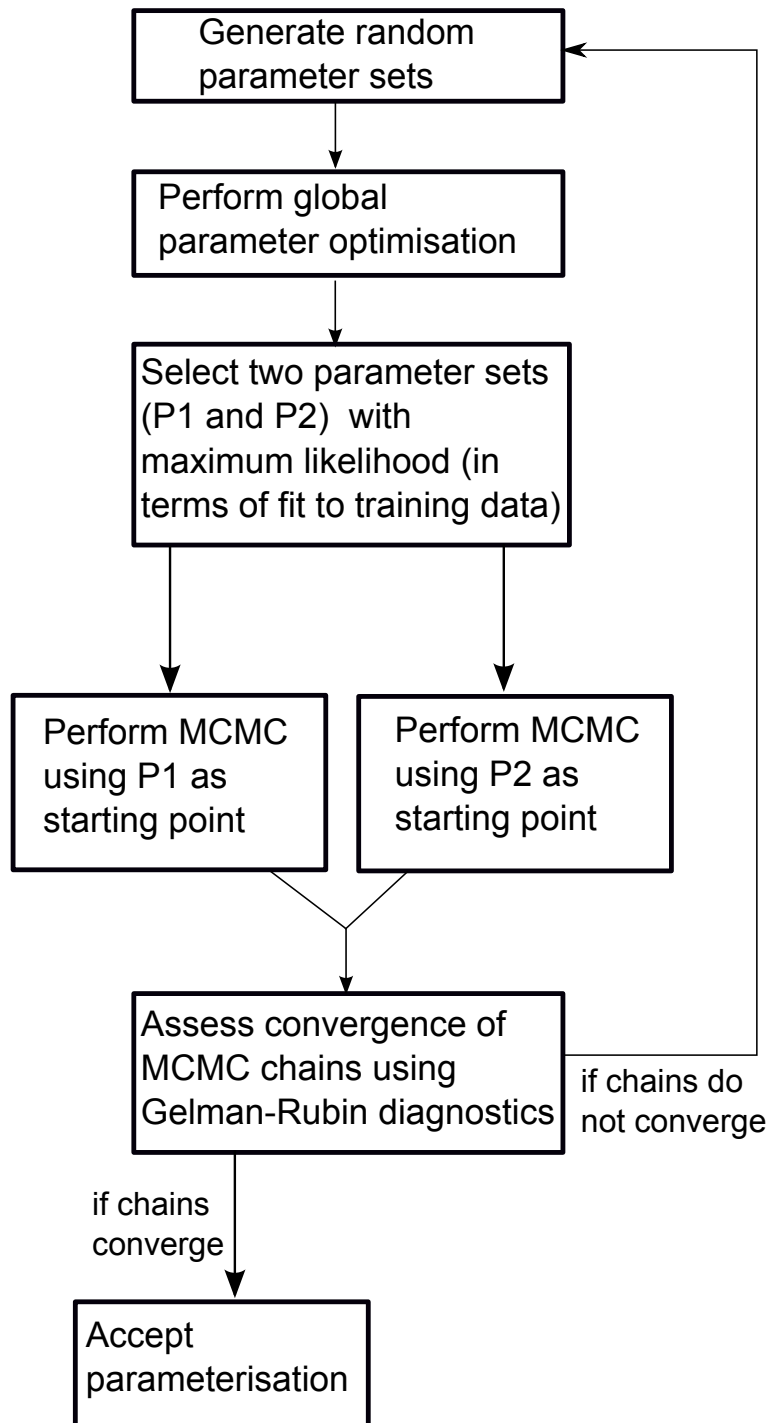 Generate random
parameter sets
Perform global
parameter optimisation
Select two parameter sets
(P1 and P2) with
maximum likelihood (in
terms of fit to training data)
Perform MCMC
using P1 as
starting point
Perform MCMC
using P2 as
starting point
Assess convergence of
MCMC chains using
Gelman-Rubin diagnostics
if chains do
not converge
if chains
converge
Accept
parameterisation